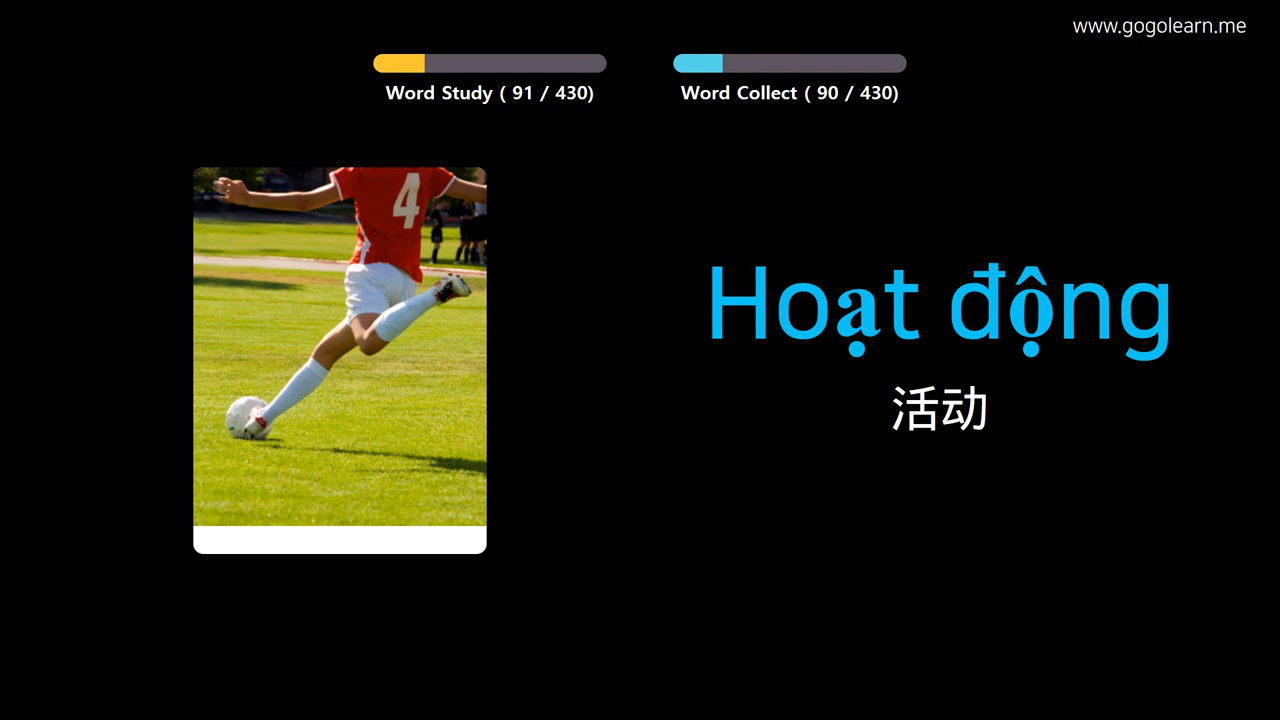 www.gogolearn.me
Word Study ( 91 / 430)
Word Collect ( 90 / 430)
4
Hoạt động
活动